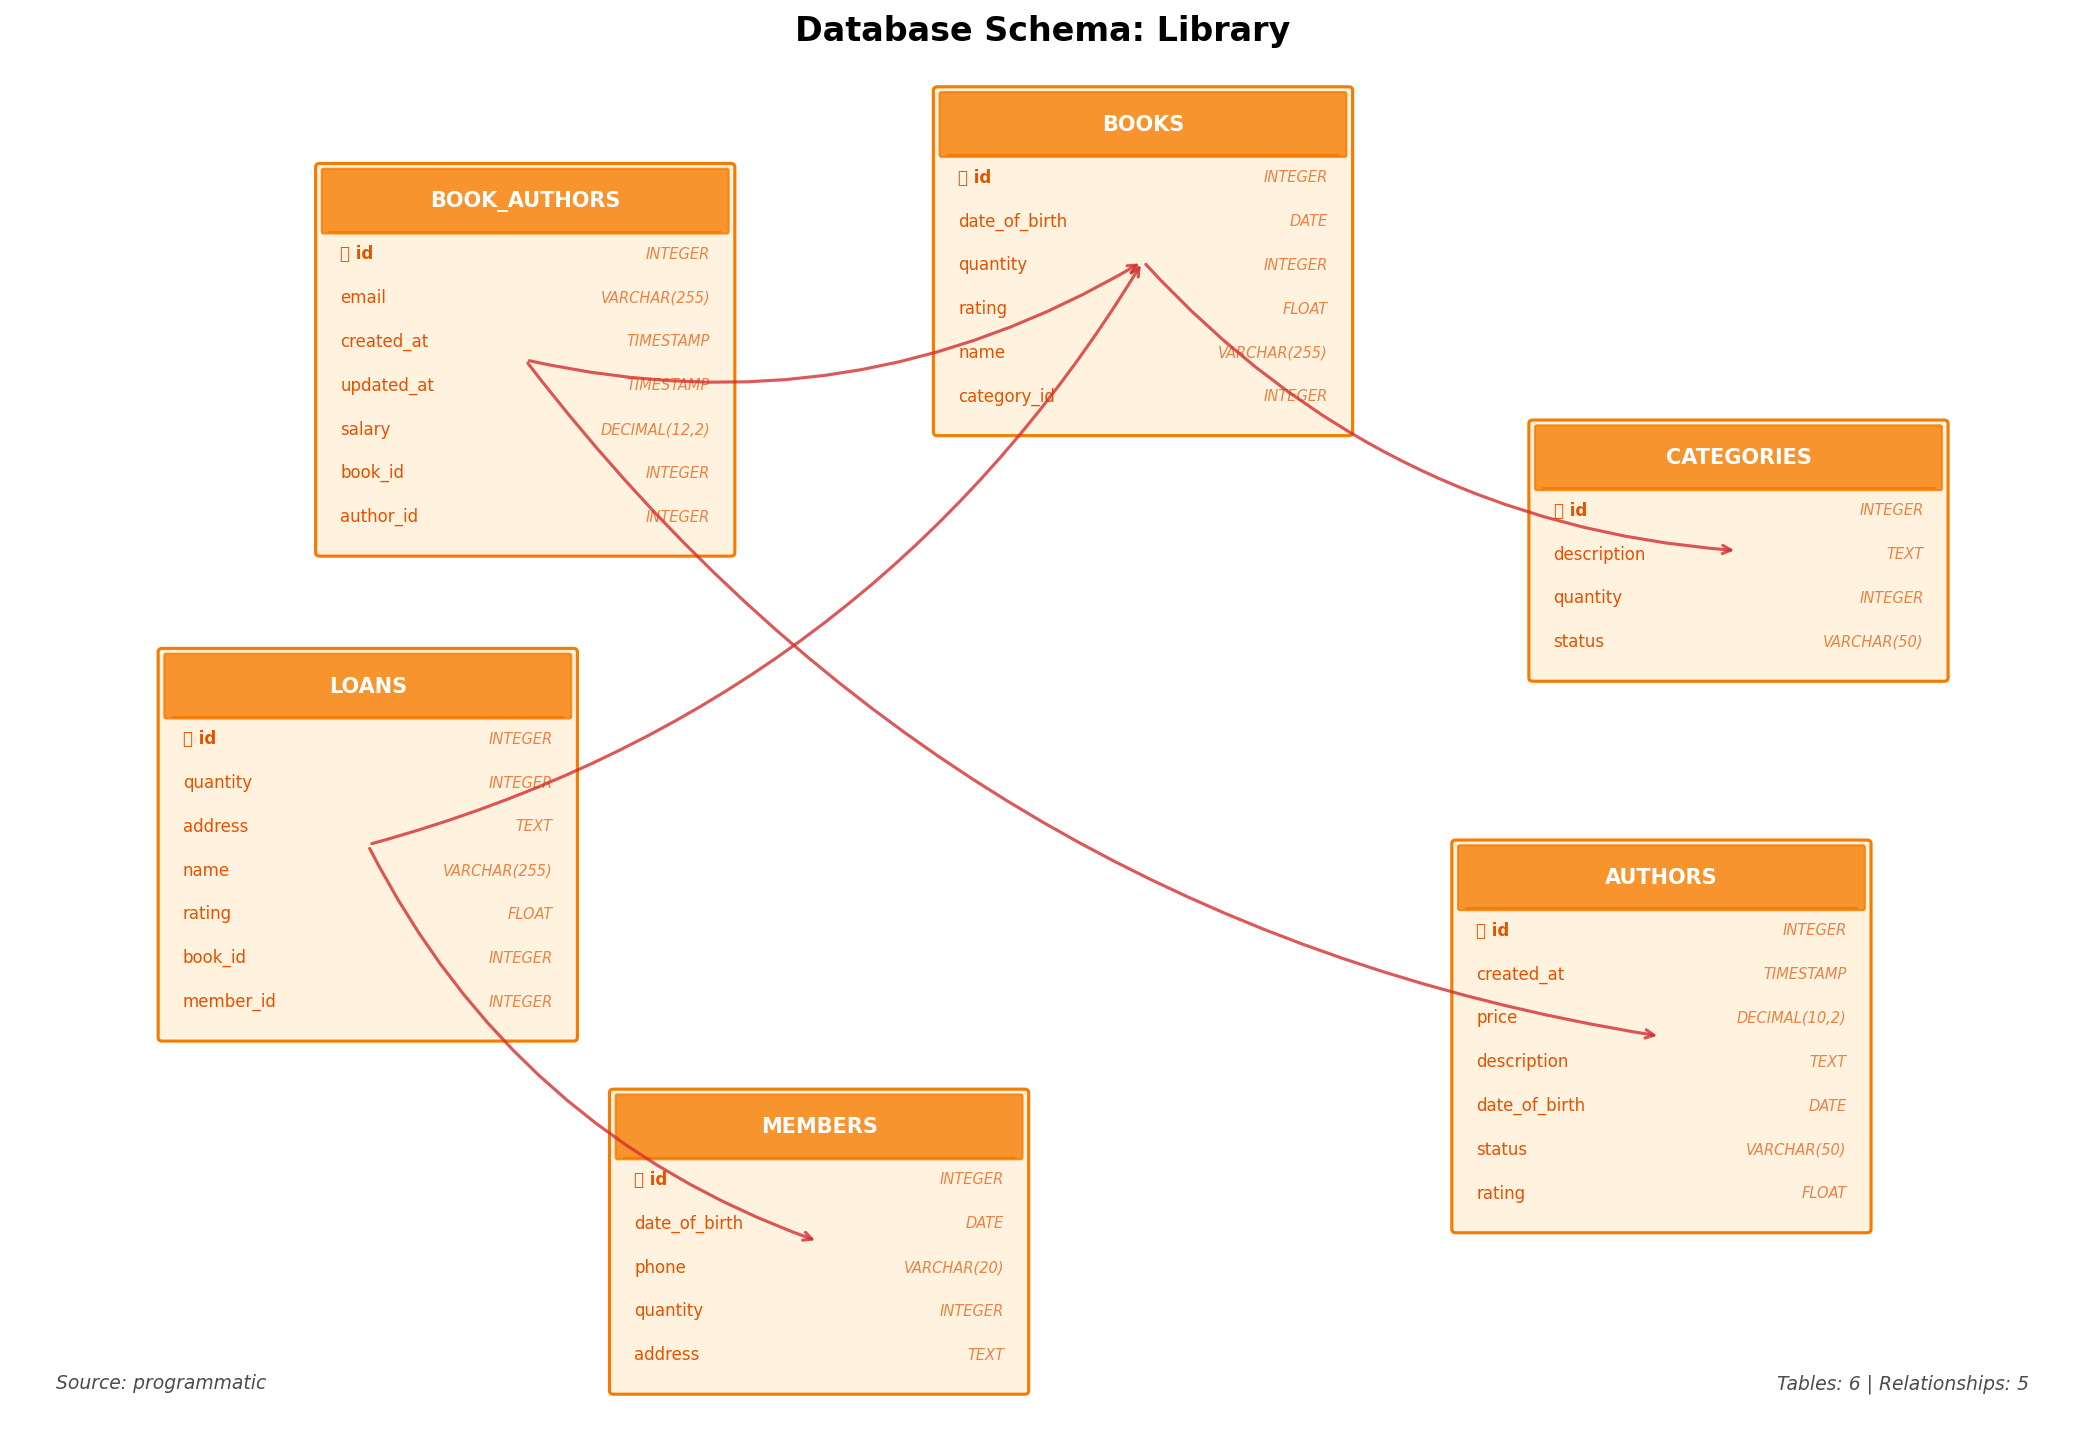 Database Schema: Library
BOOKS
id INTEGER
date_of_birth DATE
quantity INTEGER
rating FLOAT
name VARCHAR(255)
category_id INTEGER
BOOK_AUTHORS
id INTEGER
email VARCHAR(255)
created_at TIMESTAMP
updated_at TIMESTAMP
salary DECIMAL(12,2)
book_id INTEGER
author_id INTEGER
CATEGORIES
id INTEGER
description TEXT
quantity INTEGER
status VARCHAR(50)
LOANS
id INTEGER
quantity INTEGER
address TEXT
name VARCHAR(255)
rating FLOAT
book_id INTEGER
member_id INTEGER
AUTHORS
id INTEGER
created_at TIMESTAMP
price DECIMAL(10,2)
description TEXT
date_of_birth DATE
status VARCHAR(50)
rating FLOAT
MEMBERS
id INTEGER
date_of_birth DATE
phone VARCHAR(20)
quantity INTEGER
address TEXT
Source: programmatic
Tables: 6 | Relationships: 5